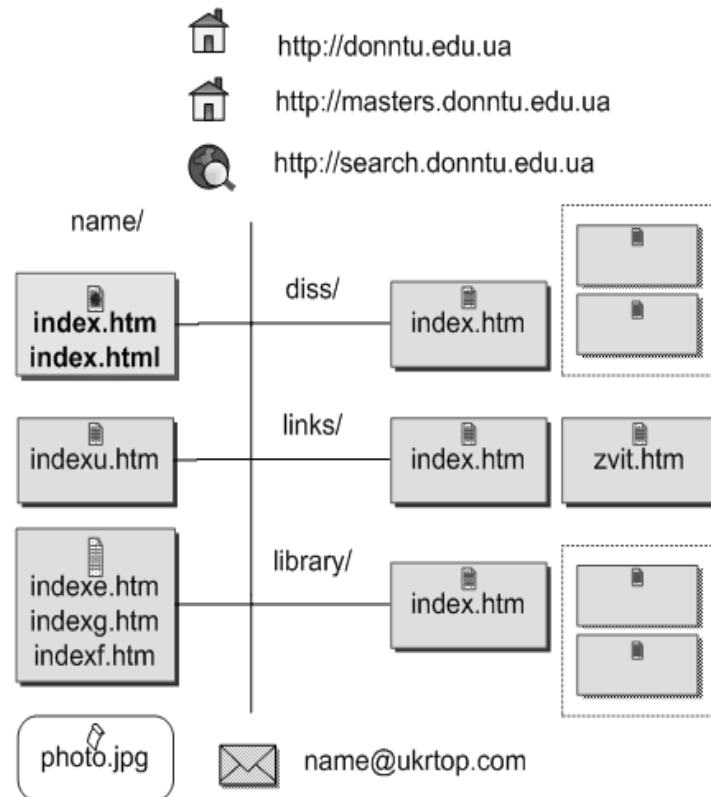 http://donntu.edu.ua
http://masters.donntu.edu.ua
http://search.donntu.edu.ua
name/
diss/
index.htm
index.html
index.htm
links/
indexu.htm
index.htm
zvit.htm
library/
indexe.htm
indexg.htm
indexf.htm
index.htm
photo.jpg
name@ukrtop.com